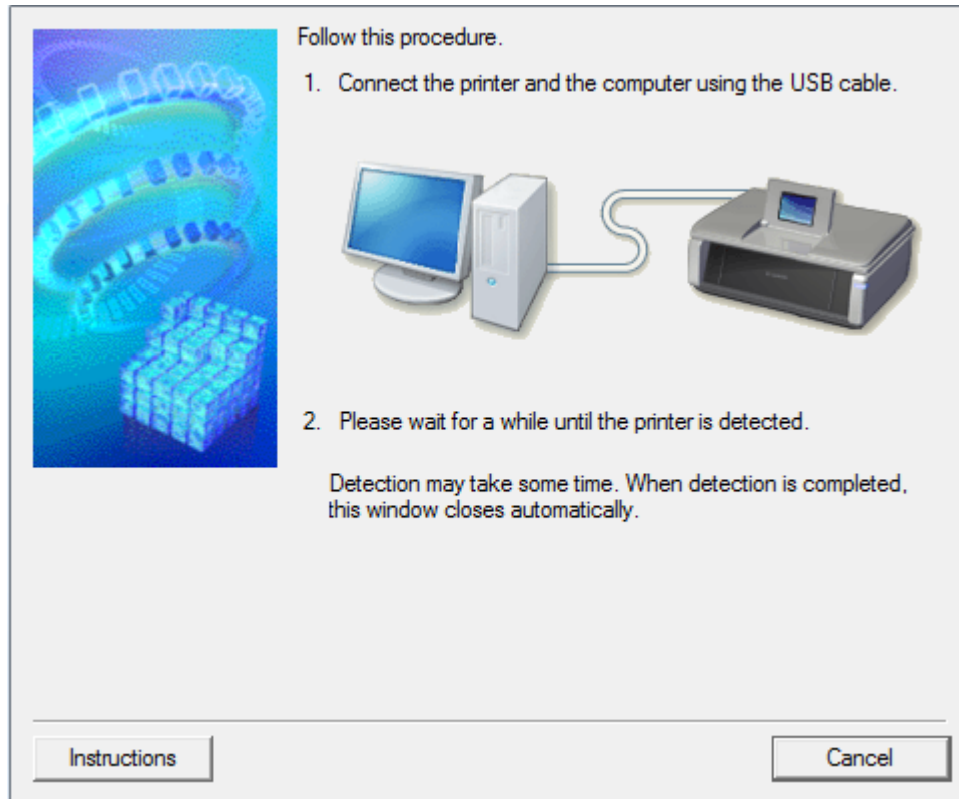 Follow this procedure.
1. Connect the printer and the computer using the USB cable.
2. Please wait for a while until the printer is detected.
Detection may take some time. When detection is completed,
this window closes automatically.
Instructions
Cancel